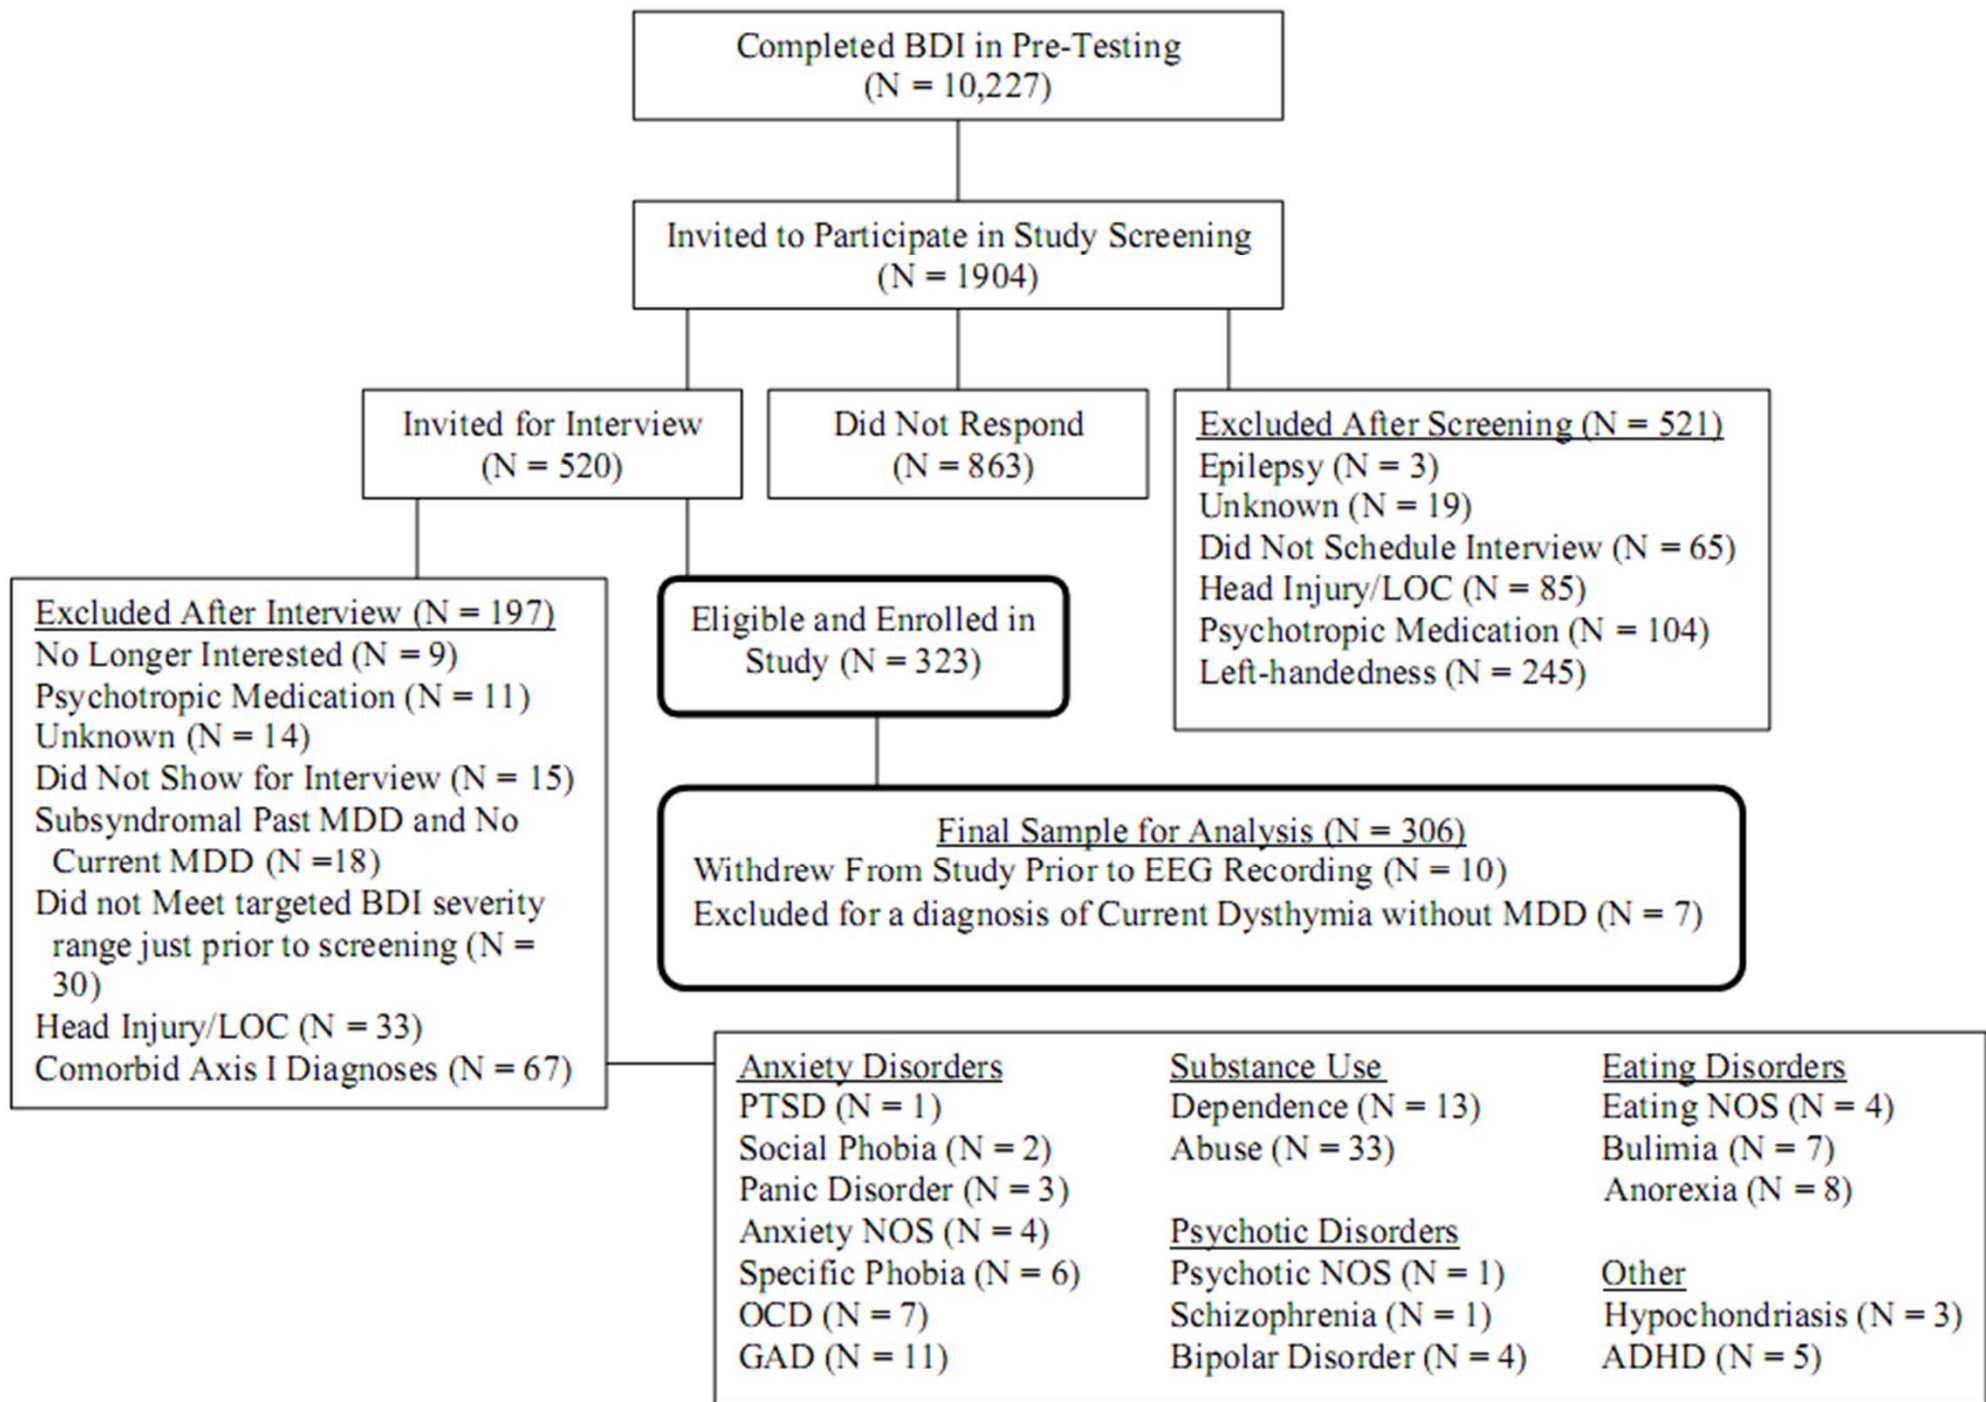 Completed BDI in Pre-Testing
(N = 10,227)
Invited to Participate in Study Screening
(N = 1904)
Invited for Interview
(N = 520)
Did Not Respond
(N = 863)
Excluded After Screening (N = 521)
Epilepsy (N = 3)
Unknown (N = 19)
Did Not Schedule Interview (N = 65)
Head Injury/LOC (N = 85)
Psychotropic Medication (N = 104)
Left-handedness (N = 245)
Excluded After Interview (N = 197)
No Longer Interested (N = 9)
Psychotropic Medication (N = 11)
Unknown (N = 14)
Did Not Show for Interview (N = 15)
Subsyndromal Past MDD and No
Current MDD (N =18)
Did not Meet targeted BDI severity
range just prior to screening (N =
30)
Head Injury/LOC (N = 33)
Comorbid Axis I Diagnoses (N = 67)
Eligible and Enrolled in
Study (N = 323)
Final Sample for Analysis (N = 306)
Withdrew From Study Prior to EEG Recording (N = 10)
Excluded for a diagnosis of Current Dysthymia without MDD (N = 7)
Anxiety Disorders
PTSD (N = 1)
Social Phobia (N = 2)
Panic Disorder (N = 3)
Anxiety NOS (N = 4)
Specific Phobia (N = 6)
OCD (N = 7)
GAD (N = 11)
Substance Use
Dependence (N = 13)
Abuse (N = 33)
Psychotic Disorders
Psychotic NOS (N = 1)
Schizophrenia (N = 1)
Bipolar Disorder (N = 4)
Eating Disorders
Eating NOS (N = 4)
Bulimia (N = 7)
Anorexia (N = 8)
Other
Hypochondriasis (N = 3)
ADHD (N = 5)